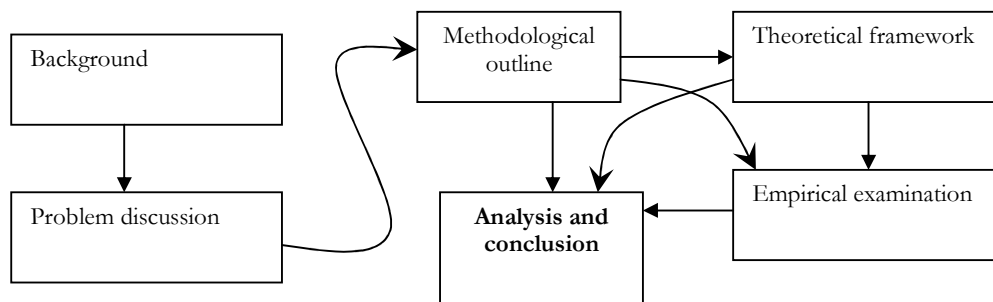 Background
Problem discussion
Methodological
outline
Theoretical framework
Empirical examination
Analysis and
conclusion